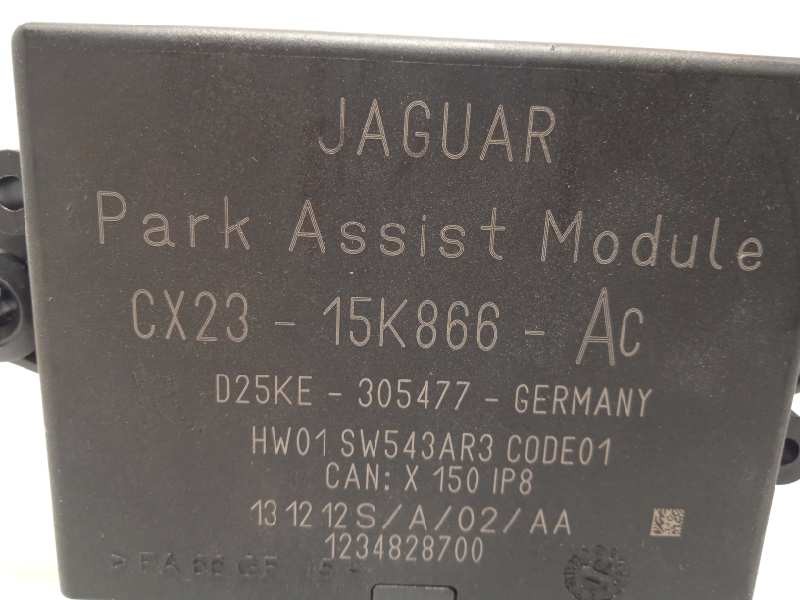 JAGUAR
Park Assist Module
CX23 - 15K866 - AC
D25KE - 305477 - GERMANY
HW01 SW543AR3 CODE01
CAN: X 150 IP8
13 12 12S/A/02/AA
1234828700